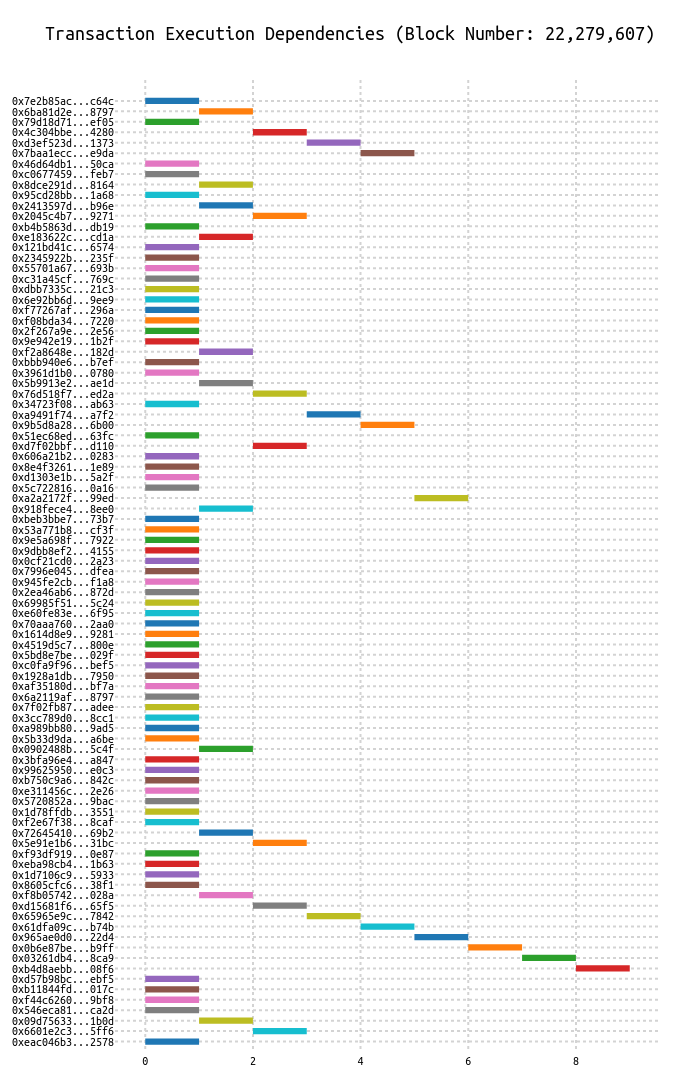 Transaction Execution Dependencies (Block Number: 22,279,607)
0x7e2b85ac...c64c
0x6ba81d2e...8797
0x79d18d71...ef05
0x4c304bbe...4280
0xd3ef523d...1373
0x7baa1ecc...e9da
0x46d64db1...50ca
0xc0677459...feb7
0x8dce291d...8164
0x95cd28bb...1a68
0x2413597d...b96e
0x2045c4b7...9271
0xb4b5863d...db19
0xe183622c...cd1a
0x121bd41c...6574
0x2345922b...235f
0x55701a67...693b
0xc31a45cf...769c
0xdbb7335c...21c3
0x6e92bb6d...9ee9
0xf77267af...296a
0xf08bda34...7220
0x2f267a9e...2e56
0x9e942e19...1b2f
0xf2a8648e...182d
0xbbb940e6...b7ef
0x3961d1b0...0780
0x5b9913e2...ae1d
0x76d518f7...ed2a
0x34723f08...ab63
0xa9491f74...a7f2
0x9b5d8a28...6b00
0x51ec68ed...63fc
0xd7f02bbf...d110
0x606a21b2...0283
0x8e4f3261...1e89
0xd1303e1b...5a2f
0x5c722816...0a16
0xa2a2172f...99ed
0x918fece4...8ee0
0xbeb3bbe7...73b7
0x53a771b8...cf3f
0x9e5a698f...7922
0x9dbb8ef2...4155
0x0cf21cd0...2a23
0x7996e045...dfea
0x945fe2cb...f1a8
0x2ea46ab6...872d
0x69985f51...5c24
0xe60fe83e...6f95
0x70aaa760...2aa0
0x1614d8e9...9281
0x4519d5c7...800e
0x5bd8e7be...029f
0xc0fa9f96...bef5
0x1928a1db...7950
0xaf35180d...bf7a
0x6a2119af...8797
0x7f02fb87...adee
0x3cc789d0...8cc1
0xa989bb80...9ad5
0x5b33d9da...a6be
0x0902488b...5c4f
0x3bfa96e4...a847
0x99625950...e0c3
0xb750c9a6...842c
0xe311456c...2e26
0x5720852a...9bac
0x1d78ffdb...3551
0xf2e67f38...8caf
0x72645410...69b2
0x5e91e1b6...31bc
0xf93df919...0e87
0xeba98cb4...1b63
0x1d7106c9...5933
0x8605cfc6...38f1
0xf8b05742...028a
0xd15681f6...65f5
0x65965e9c...7842
0x61dfa09c...b74b
0x965ae0d0...22d4
0x0b6e87be...b9ff
0x03261db4...8ca9
0xb4d8aebb...08f6
0xd57b98bc...ebf5
0xb11844fd...017c
0xf44c6260...9bf8
0x546eca81...ca2d
0x09d75633...1b0d
0x6601e2c3...5ff6
0xeac046b3...2578
0 2 4 6 8